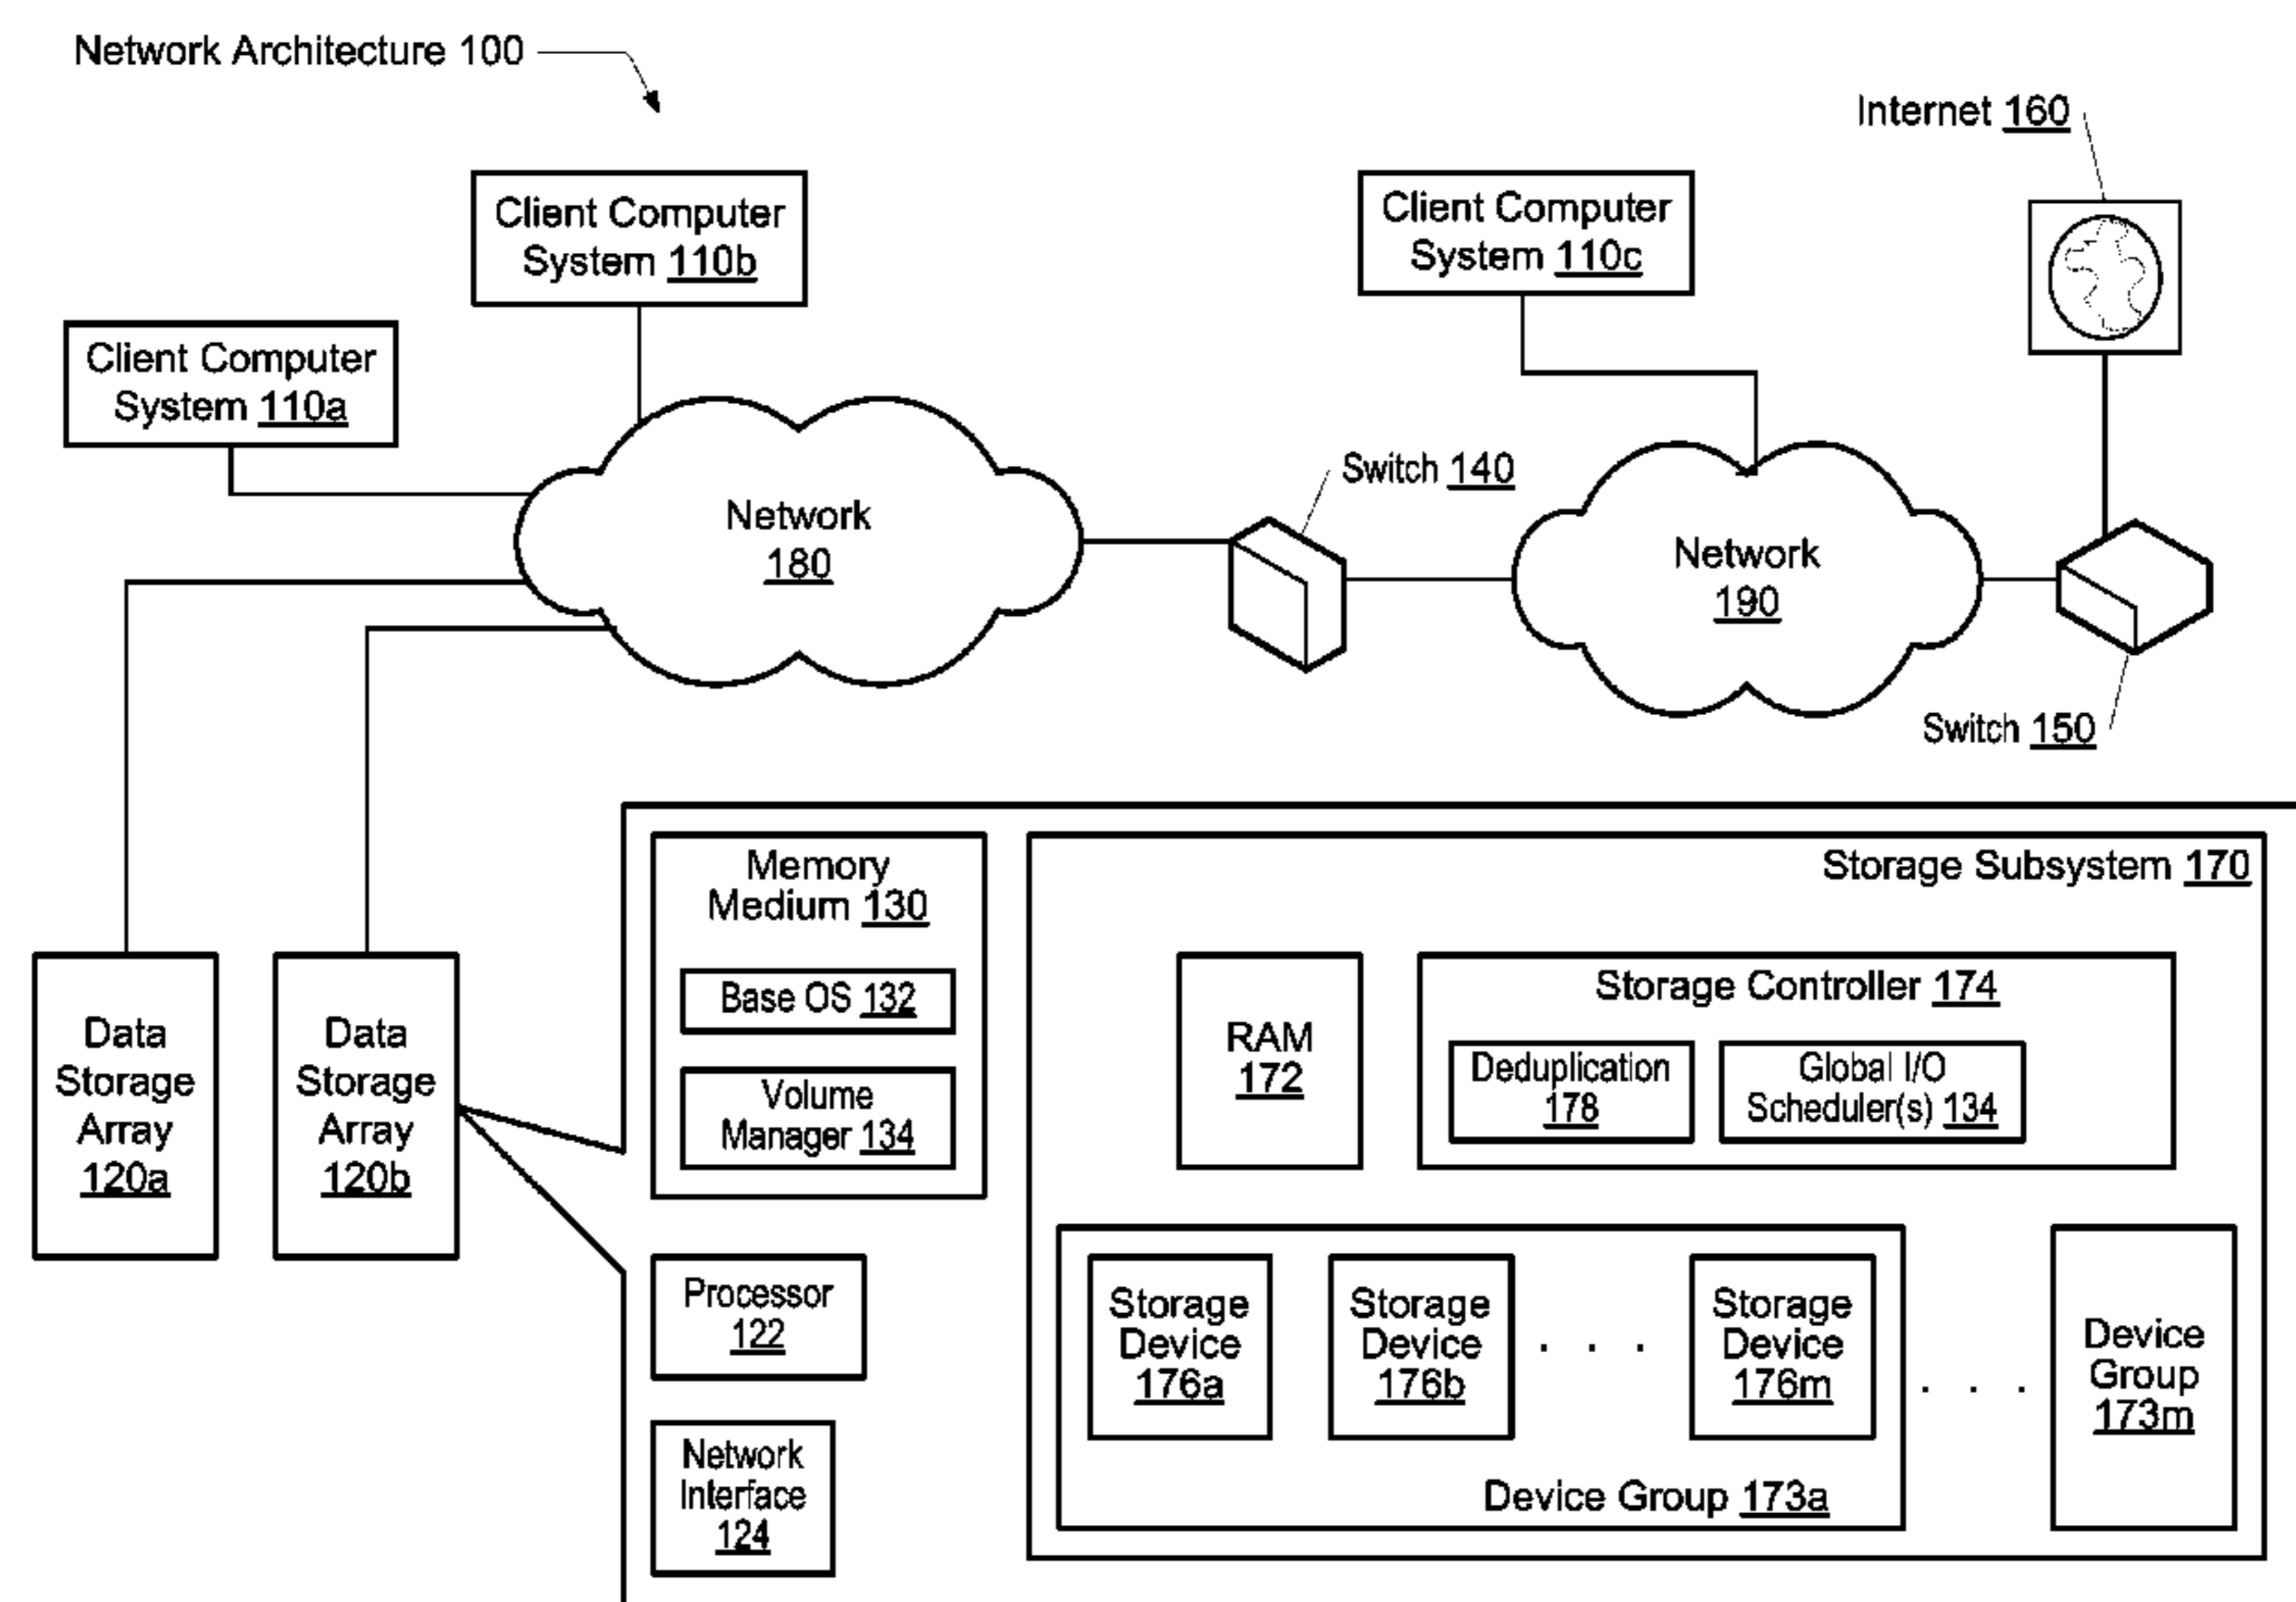 Network Architecture 100
Internet 160
Client Computer
System 110b
Client Computer
System 110c
Client Computer
System 110a
Switch 140
Network
180
Network
190
Switch 150
Data
Storage
Array
120a
Data
Storage
Array
120b
Memory
Medium 130
Base OS 132
Volume
Manager 134
Processor
122
Network
Interface
124
Storage Subsystem 170
RAM
172
Storage Controller 174
Deduplication
178
Global I/O
Scheduler(s) 134
Storage
Device
176a
Storage
Device
176b
. . .
Storage
Device
176m
Device Group 173a
. . .
Device
Group
173m